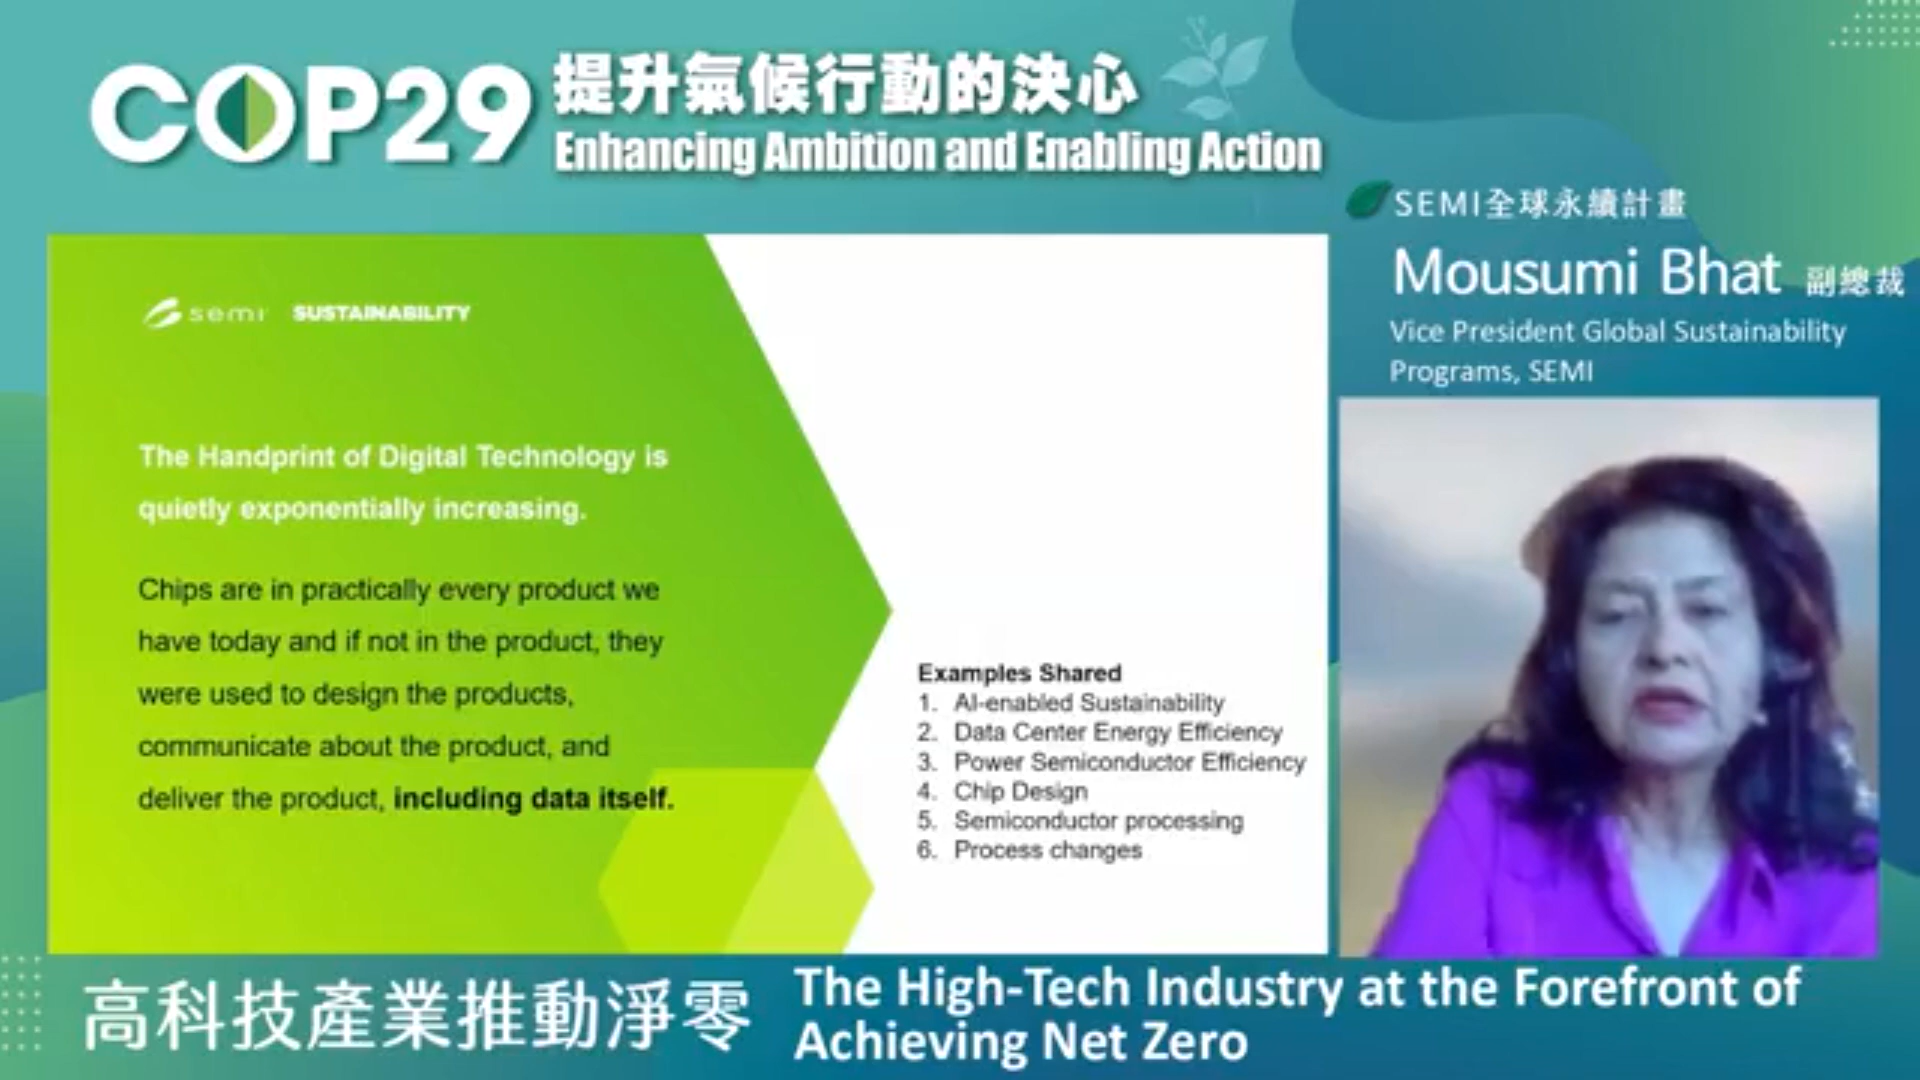 COP29
提升氣候行動的決心
Enhancing Ambition and Enabling Action
SEMI全球永續計畫
Mousumi Bhat 副總裁
Vice President Global Sustainability
Programs, SEMI
semi SUSTAINABILITY
The Handprint of Digital Technology is
quietly exponentially increasing.
Chips are in practically every product we
have today and if not in the product, they
were used to design the products,
communicate about the product, and
deliver the product, including data itself.
Examples Shared
1. AI-enabled Sustainability
2. Data Center Energy Efficiency
3. Power Semiconductor Efficiency
4. Chip Design
5. Semiconductor processing
6. Process changes
高科技產業推動淨零
The High-Tech Industry at the Forefront of
Achieving Net Zero